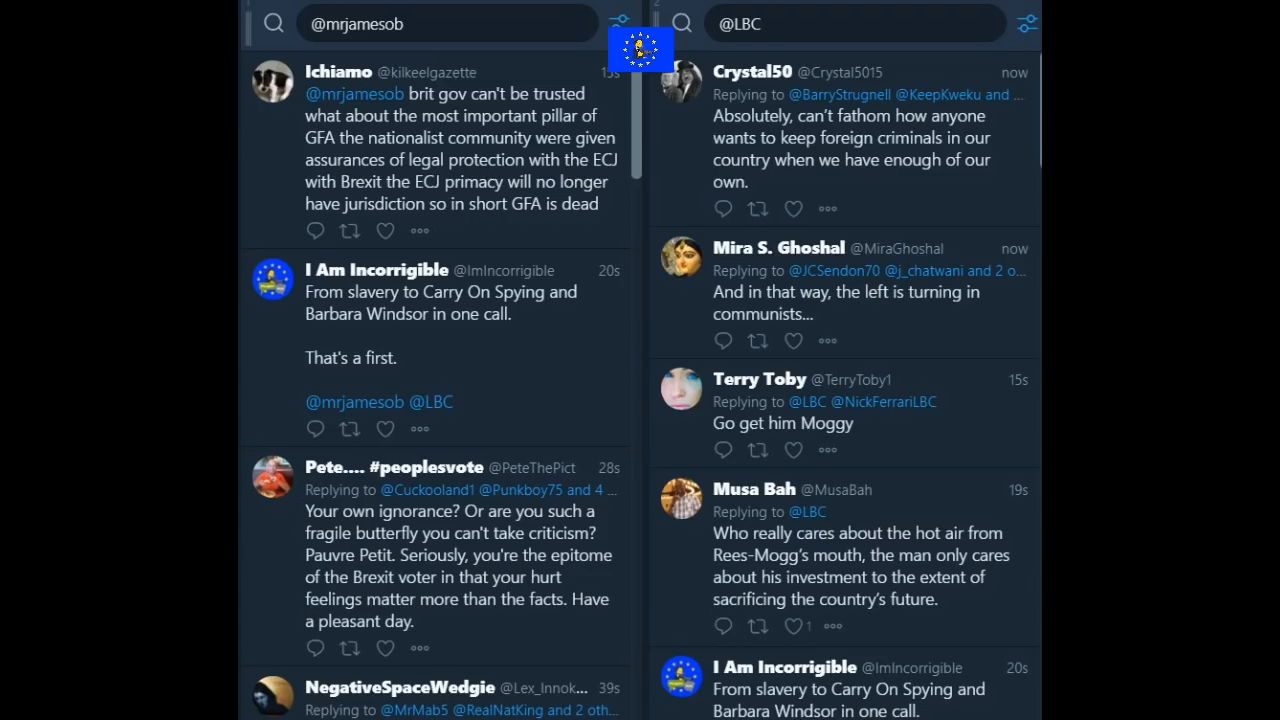 @mrjamesob
Ichiamo @kilkeelgazette 15s
@mrjamesob brit gov can't be trusted
what about the most important pillar of
GFA the nationalist community were given
assurances of legal protection with the ECJ
with Brexit the ECJ primacy will no longer
have jurisdiction so in short GFA is dead
I Am Incorrigible @ImIncorrigible 20s
From slavery to Carry On Spying and
Barbara Windsor in one call.
That's a first.
@mrjamesob @LBC
Pete.... #peoplesvote @PeteThePict 28s
Replying to @Cuckooland1 @Punkboy75 and 4 ...
Your own ignorance? Or are you such a
fragile butterfly you can't take criticism?
Pauvre Petit. Seriously, you're the epitome
of the Brexit voter in that your hurt
feelings matter more than the facts. Have
a pleasant day.
NegativeSpaceWedgie @Lex_Innok... 39s
Replying to @MrMab5 @RealNatKing and 2 oth...
2
@LBC
Crystal50 @Crystal5015 now
Replying to @BarryStrugnell @KeepKweku and ...
Absolutely, can't fathom how anyone
wants to keep foreign criminals in our
country when we have enough of our
own.
Mira S. Ghoshal @MiraGhoshal now
Replying to @JCSendon70 @j_chatwani and 2 o...
And in that way, the left is turning in
communists...
Terry Toby @TerryToby1 15s
Replying to @LBC @NickFerrariLBC
Go get him Moggy
Musa Bah @MusaBah 19s
Replying to @LBC
Who really cares about the hot air from
Rees-Mogg's mouth, the man only cares
about his investment to the extent of
sacrificing the country's future.
1
I Am Incorrigible @ImIncorrigible 20s
From slavery to Carry On Spying and
Barbara Windsor in one call.